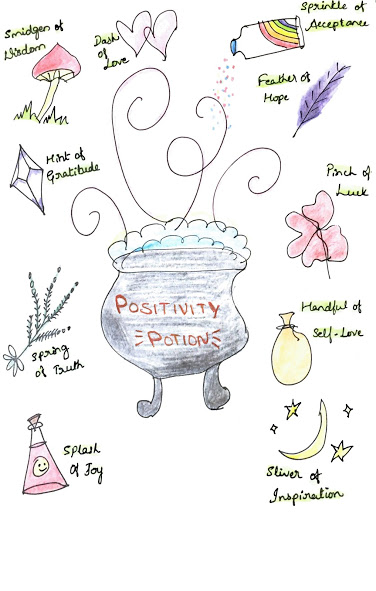 Smidgen of
Wisdom
Dash
of
Love
Sprinkle of
Acceptance
Feather of
Hope
Hint of
Gratitude
Pinch of
Luck
POSITIVITY
POTION
Handful of
Self-Love
Spring
of Truth
Splash
of Joy
Sliver of
Inspiration